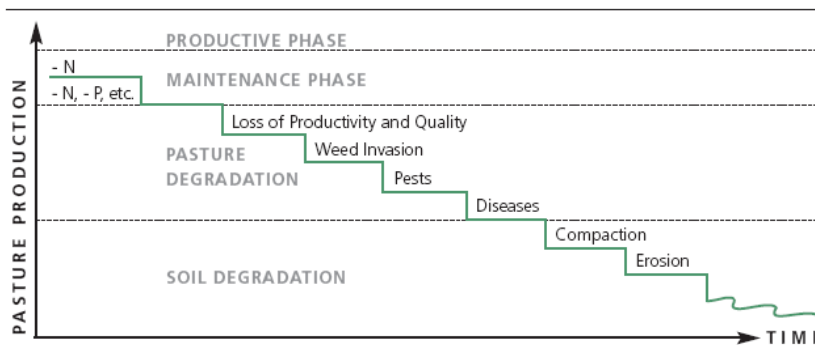 PRODUCTIVE PHASE
- N
MAINTENANCE PHASE
- N, - P, etc.
Loss of Productivity and Quality
Weed Invasion
PASTURE
DEGRADATION
Pests
Diseases
Compaction
Erosion
SOIL DEGRADATION
PASTURE PRODUCTION
TIM